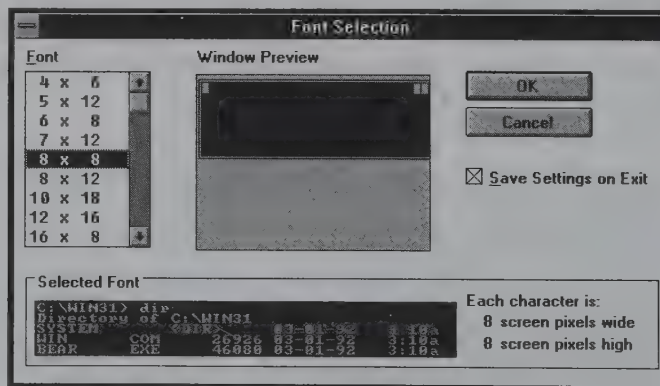 Font Selection
Font
Window Preview
4 x 6
5 x 12
6 x 8
7 x 12
8 x 8
8 x 12
10 x 18
12 x 16
16 x 8
OK
Cancel
Save Settings on Exit
Selected Font
C:\WIN31> dir
Directory of C:\WIN31
SYSTEM <DIR> 03-01-92 3:10a
WIN COM 26926 03-01-92 3:10a
BEAR EXE 46080 03-01-92 3:10a
Each character is:
8 screen pixels wide
8 screen pixels high